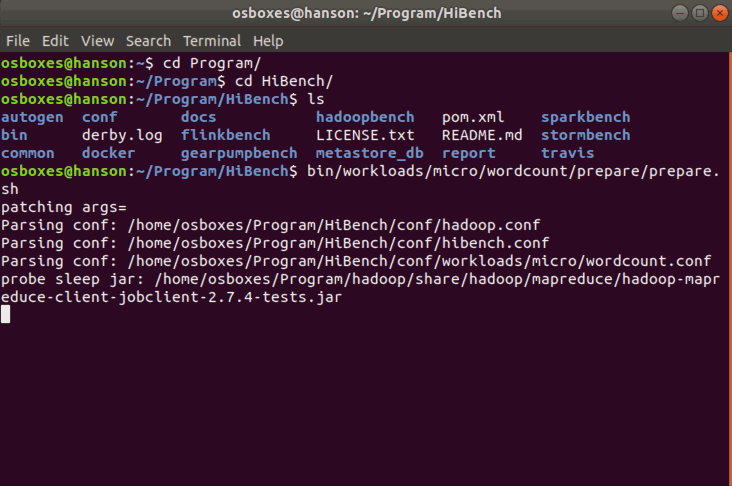 osboxes@hanson: ~/Program/HiBench
File Edit View Search Terminal Help
osboxes@hanson:~$ cd Program/
osboxes@hanson:~/Program$ cd HiBench/
osboxes@hanson:~/Program/HiBench$ ls
autogen conf docs hadoopbench pom.xml sparkbench
bin derby.log flinkbench LICENSE.txt README.md stormbench
common docker gearpumpbench metastore_db report travis
osboxes@hanson:~/Program/HiBench$ bin/workloads/micro/wordcount/prepare/prepare.
sh
patching args=
Parsing conf: /home/osboxes/Program/HiBench/conf/hadoop.conf
Parsing conf: /home/osboxes/Program/HiBench/conf/hibench.conf
Parsing conf: /home/osboxes/Program/HiBench/conf/workloads/micro/wordcount.conf
probe sleep jar: /home/osboxes/Program/hadoop/share/hadoop/mapreduce/hadoop-mapr
educe-client-jobclient-2.7.4-tests.jar